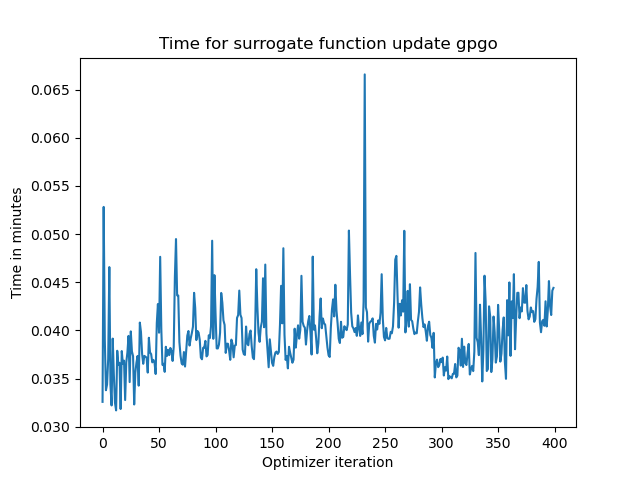 Time for surrogate function update gpgo
0.065
0.060
0.055
0.050
0.045
0.040
0.035
0.030
Time in minutes
0 50 100 150 200 250 300 350 400
Optimizer iteration